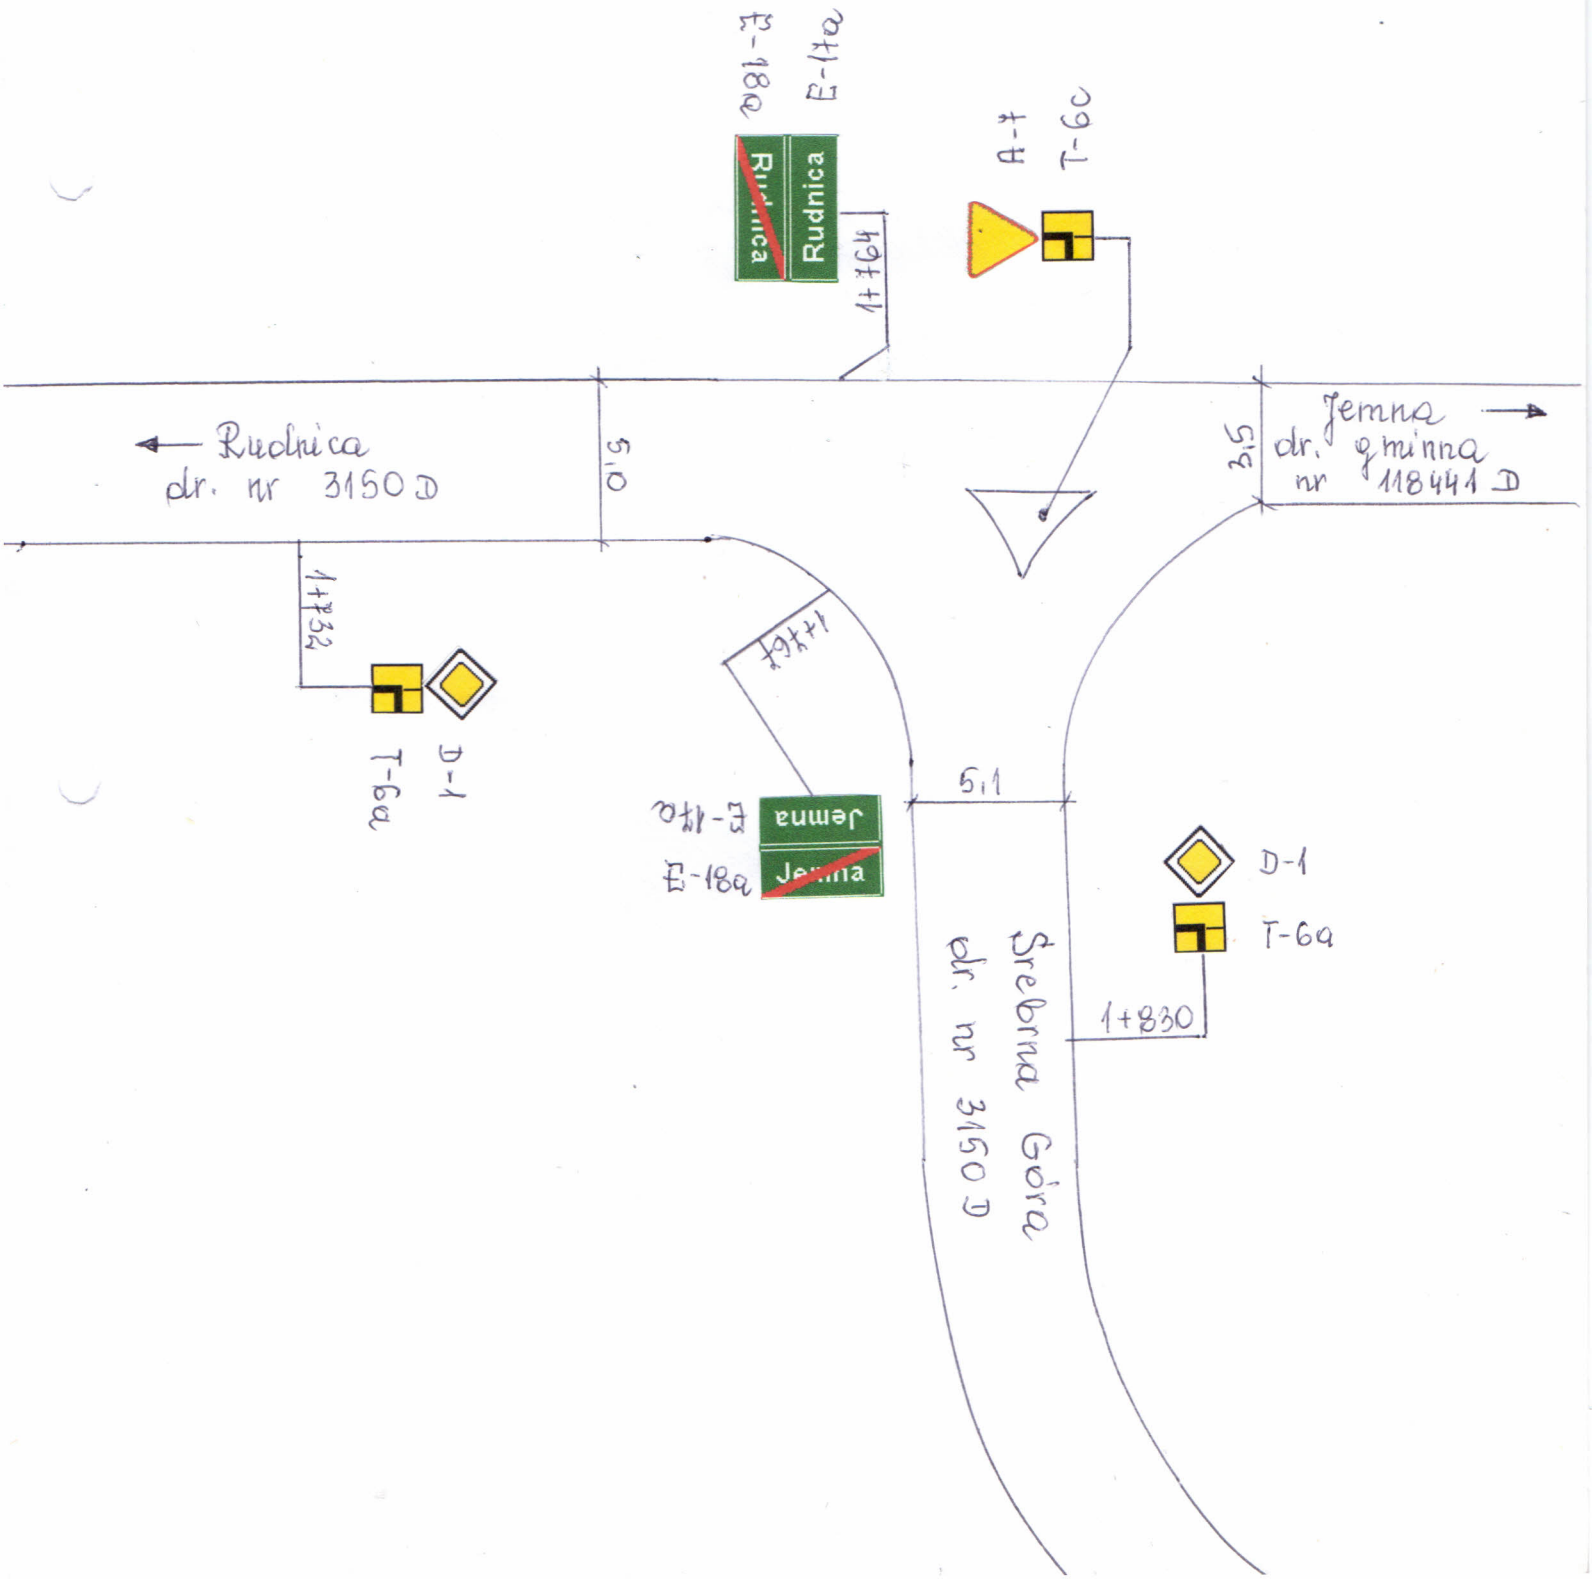 E-18a
E-17a
Rudnica
Rudnica
1+764
A-7
T-6c
Rudnica
dr. nr 3150 D
5,0
3,5
Jemna
dr. gminna
nr 118441 D
1+732
T-6a
D-1
1+767
E-17a
Jemna
E-18a
Jemna
5,1
D-1
T-6a
1+830
Srebrna Góra
dr. nr 3150 D